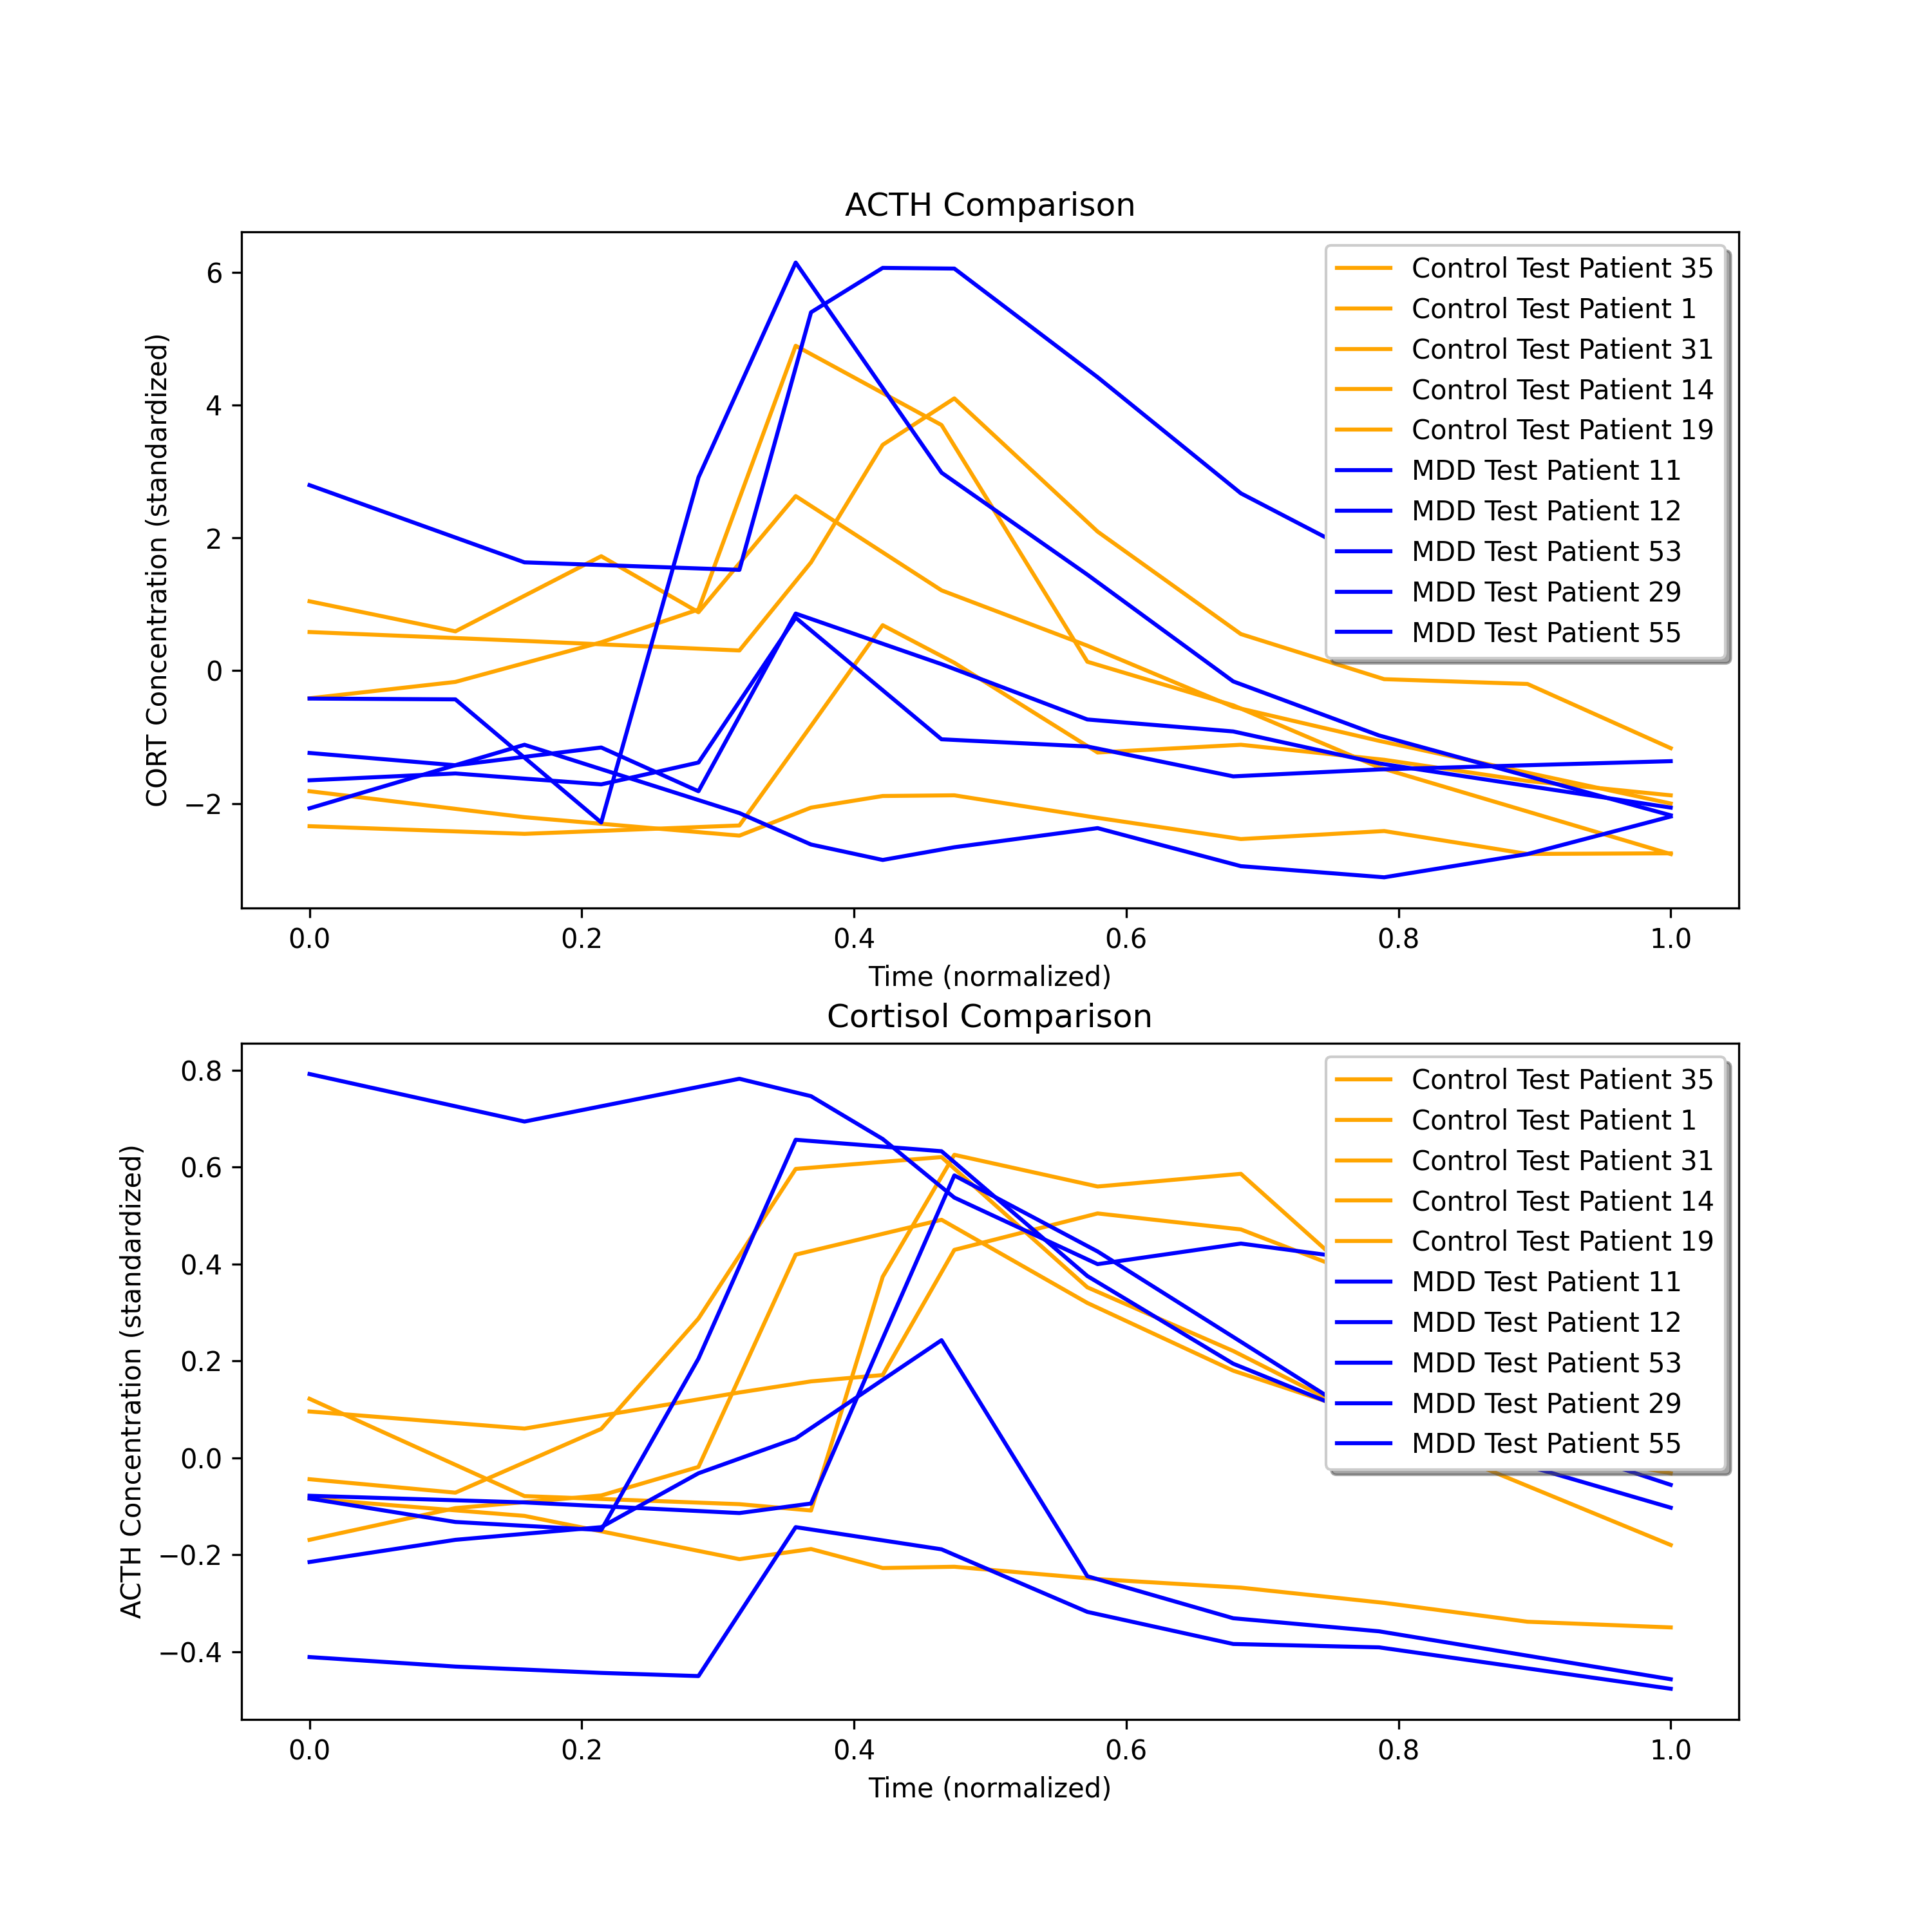 ACTH Comparison
CORT Concentration (standardized)
6
4
2
0
−2
Control Test Patient 35
Control Test Patient 1
Control Test Patient 31
Control Test Patient 14
Control Test Patient 19
MDD Test Patient 11
MDD Test Patient 12
MDD Test Patient 53
MDD Test Patient 29
MDD Test Patient 55
0.0 0.2 0.4 0.6 0.8 1.0
Time (normalized)
Cortisol Comparison
ACTH Concentration (standardized)
0.8
0.6
0.4
0.2
0.0
−0.2
−0.4
Control Test Patient 35
Control Test Patient 1
Control Test Patient 31
Control Test Patient 14
Control Test Patient 19
MDD Test Patient 11
MDD Test Patient 12
MDD Test Patient 53
MDD Test Patient 29
MDD Test Patient 55
0.0 0.2 0.4 0.6 0.8 1.0
Time (normalized)